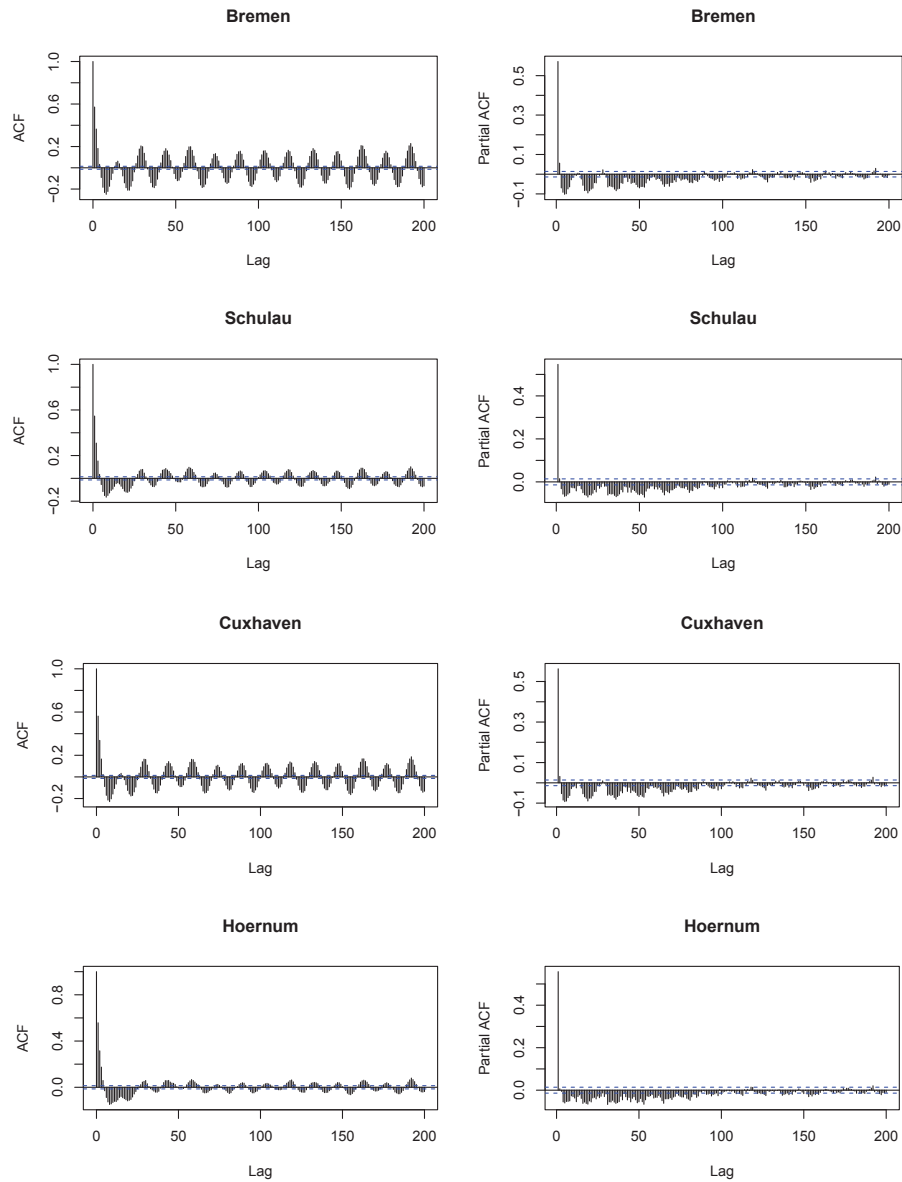 Bremen
ACF
1.0
0.6
0.2
−0.2
0
50
100
150
200
Lag
Bremen
Partial ACF
0.5
0.3
0.1
−0.1
0
50
100
150
200
Lag
Schulau
ACF
1.0
0.6
0.2
−0.2
0
50
100
150
200
Lag
Schulau
Partial ACF
0.4
0.2
0.0
0
50
100
150
200
Lag
Cuxhaven
ACF
1.0
0.6
0.2
−0.2
0
50
100
150
200
Lag
Cuxhaven
Partial ACF
0.5
0.3
0.1
−0.1
0
50
100
150
200
Lag
Hoernum
ACF
0.8
0.4
0.0
0
50
100
150
200
Lag
Hoernum
Partial ACF
0.4
0.2
0.0
0
50
100
150
200
Lag